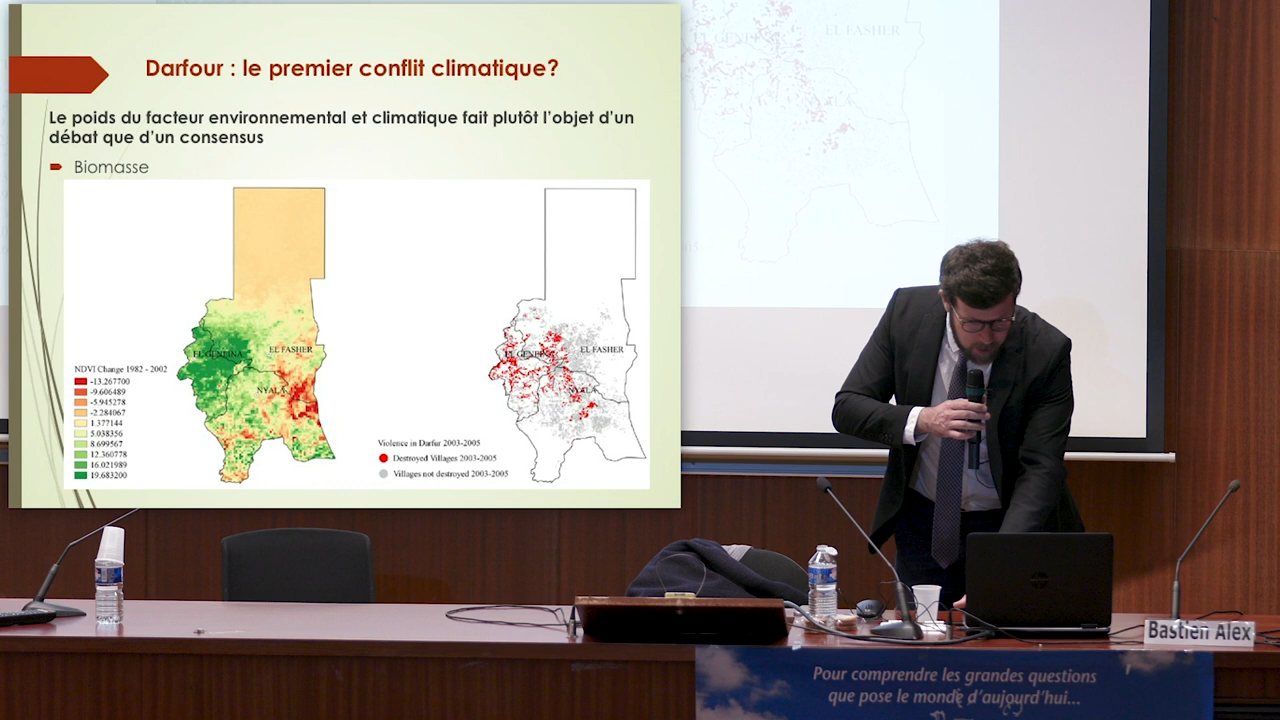 Darfour : le premier conflit climatique?
Le poids du facteur environnemental et climatique fait plutôt l'objet d'un
débat que d'un consensus
Biomasse
EL GENEINA
EL FASHER
NYALA
NDVI Change 1982 - 2002
-13.267700
-9.606489
-5.945278
-2.284067
1.377144
5.038356
8.699567
12.360778
16.021989
19.683200
EL GENEINA
EL FASHER
NYALA
Violence in Darfur 2003-2005
Destroyed Villages 2003-2005
Villages not destroyed 2003-2005
EL GENEINA
EL FASHER
Bastien Alex
Pour comprendre les grandes questions
que pose le monde d'aujourd'hui...